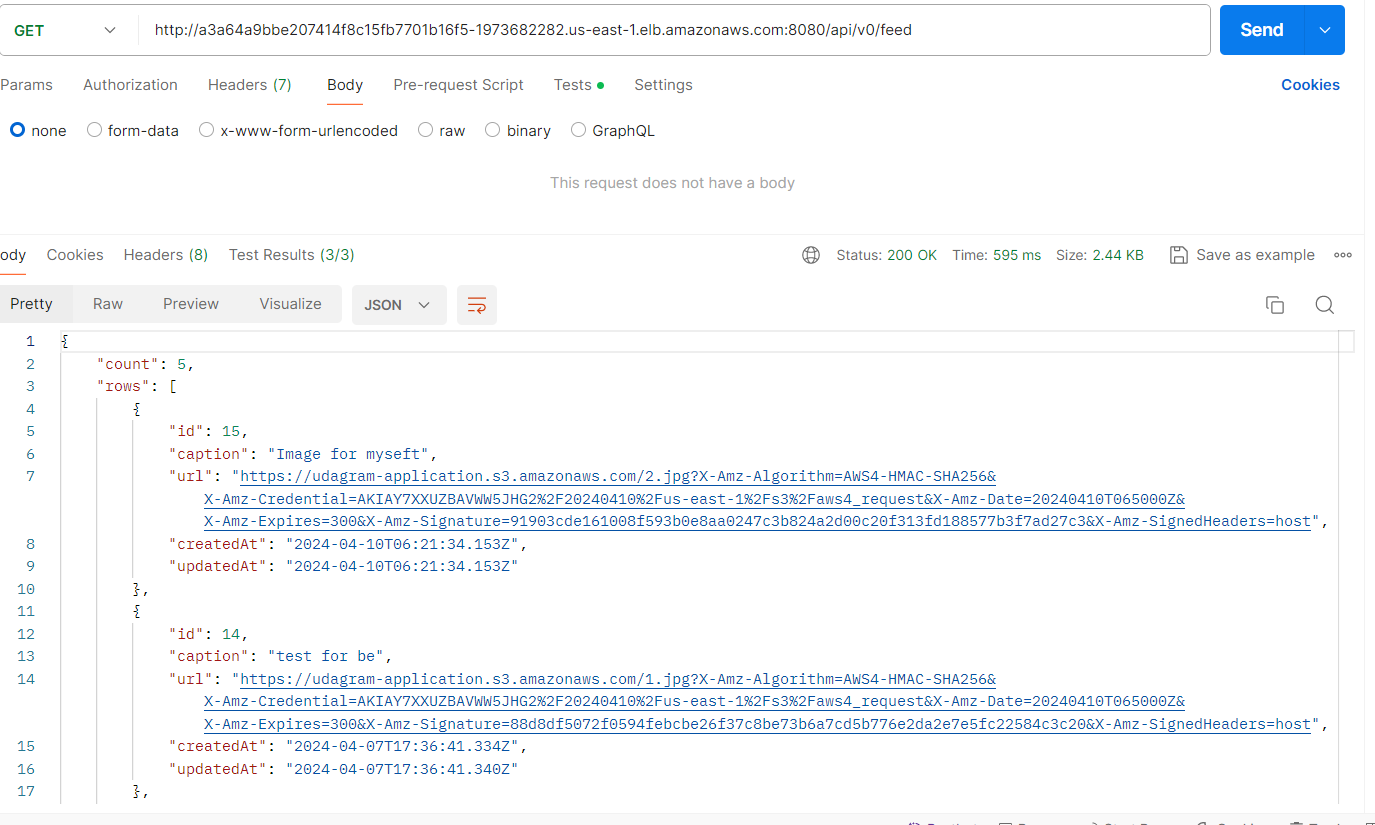 GET http://a3a64a9bbe207414f8c15fb7701b16f5-1973682282.us-east-1.elb.amazonaws.com:8080/api/v0/feed Send
Params Authorization Headers (7) Body Pre-request Script Tests Settings Cookies
none form-data x-www-form-urlencoded raw binary GraphQL
This request does not have a body
ody Cookies Headers (8) Test Results (3/3) Status: 200 OK Time: 595 ms Size: 2.44 KB Save as example
Pretty Raw Preview Visualize JSON
1 {
2 "count": 5,
3 "rows": [
4 {
5 "id": 15,
6 "caption": "Image for myseft",
7 "url": "https://udagram-application.s3.amazonaws.com/2.jpg?X-Amz-Algorithm=AWS4-HMAC-SHA256&
X-Amz-Credential=AKIAY7XXUZBAVWW5JHG2%2F20240410%2Fus-east-1%2Fs3%2Faws4_request&X-Amz-Date=20240410T065000Z&
X-Amz-Expires=300&X-Amz-Signature=91903cde161008f593b0e8aa0247c3b824a2d00c20f313fd188577b3f7ad27c3&X-Amz-SignedHeaders=host",
8 "createdAt": "2024-04-10T06:21:34.153Z",
9 "updatedAt": "2024-04-10T06:21:34.153Z"
10 },
11 {
12 "id": 14,
13 "caption": "test for be",
14 "url": "https://udagram-application.s3.amazonaws.com/1.jpg?X-Amz-Algorithm=AWS4-HMAC-SHA256&
X-Amz-Credential=AKIAY7XXUZBAVWW5JHG2%2F20240410%2Fus-east-1%2Fs3%2Faws4_request&X-Amz-Date=20240410T065000Z&
X-Amz-Expires=300&X-Amz-Signature=88d8df5072f0594febcbe26f37c8be73b6a7cd5b776e2da2e7e5fc22584c3c20&X-Amz-SignedHeaders=host",
15 "createdAt": "2024-04-07T17:36:41.334Z",
16 "updatedAt": "2024-04-07T17:36:41.340Z"
17 },